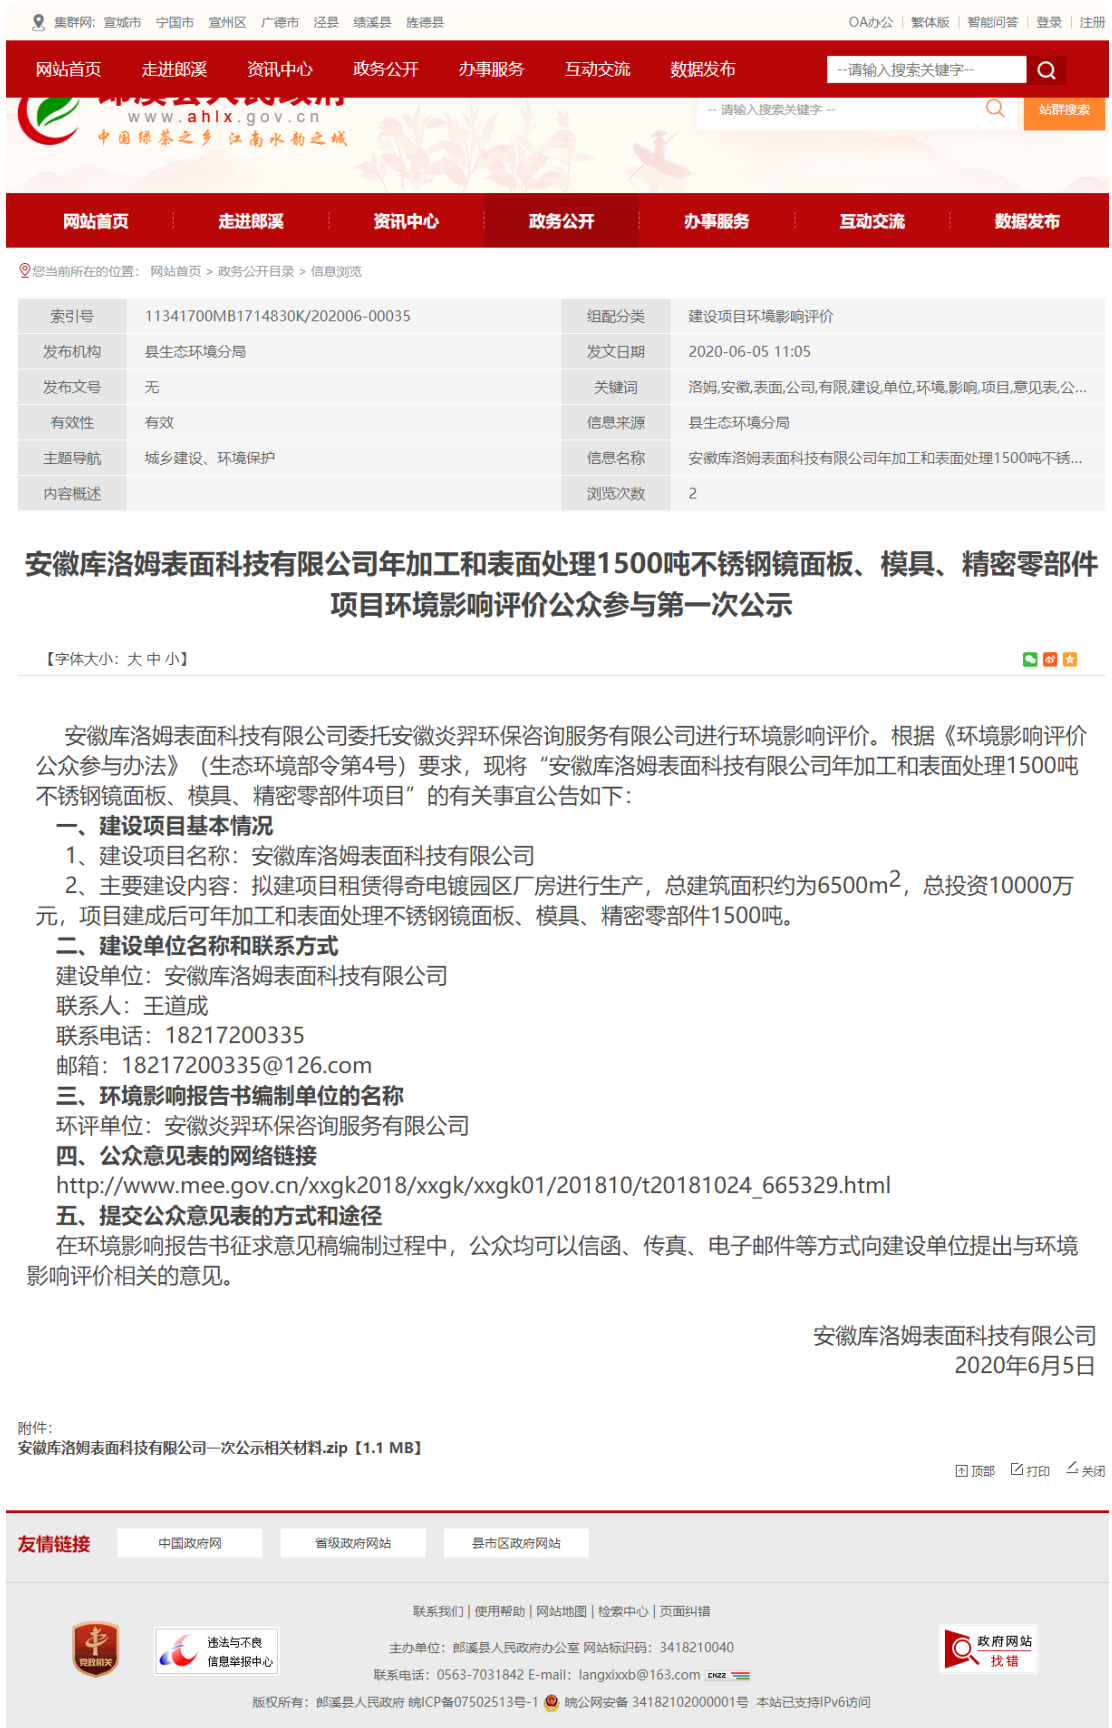 集群网: 宣城市 宁国市 宣州区 广德市 泾县 绩溪县 旌德县
OA办公 | 繁体版 | 智能问答 | 登录 | 注册
网站首页 走进郎溪 资讯中心 政务公开 办事服务 互动交流 数据发布
--请输入搜索关键字--
www.ahlx.gov.cn
中国绿茶之乡 江南水韵之城
-- 请输入搜索关键字 --
站群搜索
网站首页 走进郎溪 资讯中心 政务公开 办事服务 互动交流 数据发布
您当前所在的位置： 网站首页 > 政务公开目录 > 信息浏览
索引号 11341700MB1714830K/202006-00035 组配分类 建设项目环境影响评价
发布机构 县生态环境分局 发文日期 2020-06-05 11:05
发布文号 无 关键词 洛姆,安徽,表面,公司,有限,建设,单位,环境,影响,项目,意见表,公...
有效性 有效 信息来源 县生态环境分局
主题导航 城乡建设、环境保护 信息名称 安徽库洛姆表面科技有限公司年加工和表面处理1500吨不锈...
内容概述 浏览次数 2
安徽库洛姆表面科技有限公司年加工和表面处理1500吨不锈钢镜面板、模具、精密零部件
项目环境影响评价公众参与第一次公示
【字体大小：大 中 小】
安徽库洛姆表面科技有限公司委托安徽炎羿环保咨询服务有限公司进行环境影响评价。根据《环境影响评价
公众参与办法》（生态环境部令第4号）要求，现将“安徽库洛姆表面科技有限公司年加工和表面处理1500吨
不锈钢镜面板、模具、精密零部件项目”的有关事宜公告如下：
一、建设项目基本情况
1、建设项目名称：安徽库洛姆表面科技有限公司
2、主要建设内容：拟建项目租赁得奇电镀园区厂房进行生产，总建筑面积约为6500m²，总投资10000万
元，项目建成后可年加工和表面处理不锈钢镜面板、模具、精密零部件1500吨。
二、建设单位名称和联系方式
建设单位：安徽库洛姆表面科技有限公司
联系人：王道成
联系电话：18217200335
邮箱：18217200335@126.com
三、环境影响报告书编制单位的名称
环评单位：安徽炎羿环保咨询服务有限公司
四、公众意见表的网络链接
http://www.mee.gov.cn/xxgk2018/xxgk/xxgk01/201810/t20181024_665329.html
五、提交公众意见表的方式和途径
在环境影响报告书征求意见稿编制过程中，公众均可以信函、传真、电子邮件等方式向建设单位提出与环境
影响评价相关的意见。
安徽库洛姆表面科技有限公司
2020年6月5日
附件：
安徽库洛姆表面科技有限公司一次公示相关材料.zip【1.1 MB】
顶部 打印 关闭
友情链接 中国政府网 省级政府网站 县市区政府网站
联系我们 | 使用帮助 | 网站地图 | 检索中心 | 页面纠错
党政机关
违法与不良
信息举报中心
主办单位：郎溪县人民政府办公室 网站标识码：3418210040
联系电话：0563-7031842 E-mail：langxixxb@163.com CNZZ
版权所有：郎溪县人民政府 皖ICP备07502513号-1 皖公网安备 34182102000001号 本站已支持IPv6访问
政府网站
找错